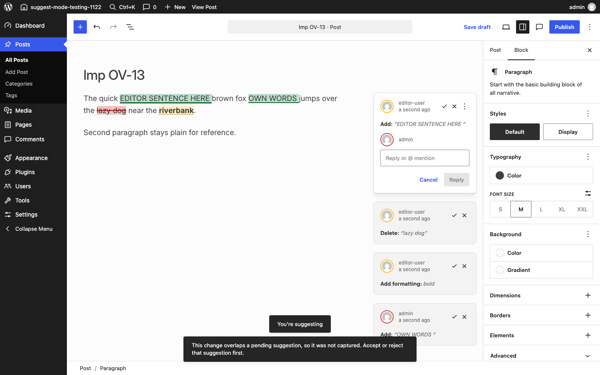 suggest-mode-testing-1122
Ctrl+K
0
New
View Post
admin
Dashboard
Posts
All Posts
Add Post
Categories
Tags
Media
Pages
Comments
Appearance
Plugins
Users
Tools
Settings
Collapse Menu
Imp OV-13 · Post
Save draft
Publish
Imp OV-13
The quick EDITOR SENTENCE HERE brown fox OWN WORDS jumps over
the lazy dog near the riverbank.
Second paragraph stays plain for reference.
editor-user
a second ago
Add: "EDITOR SENTENCE HERE "
admin
Reply or @ mention
Cancel
Reply
editor-user
a second ago
Delete: "lazy dog"
editor-user
a second ago
Add formatting: bold
admin
a second ago
Add: "OWN WORDS "
You're suggesting
This change overlaps a pending suggestion, so it was not captured. Accept or reject
that suggestion first.
Post / Paragraph
Post
Block
Paragraph
Start with the basic building block of
all narrative.
Styles
Default
Display
Typography
Color
FONT SIZE
S
M
L
XL
XXL
Background
Color
Gradient
Dimensions
Borders
Elements
Advanced